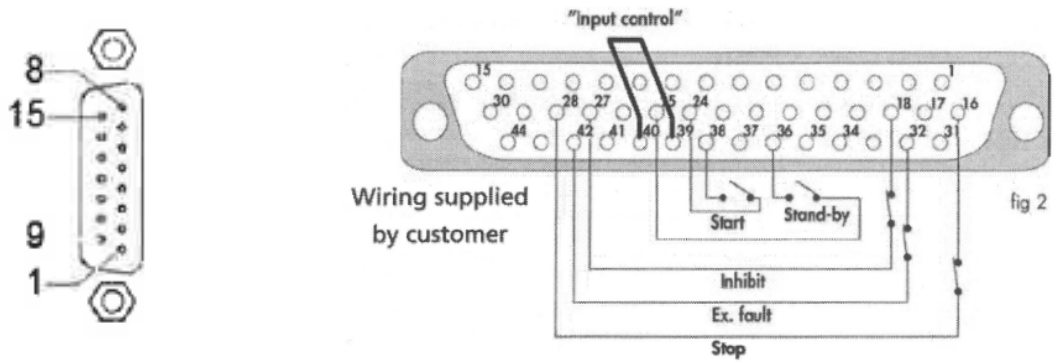 8
15
9
1
"input control"
15 1
30 28 27 25 24 18 17 16
44 42 41 40 39 38 37 36 35 34 32 31
Wiring supplied
by customer
Start
Stand-by
fig 2
Inhibit
Ex. fault
Stop